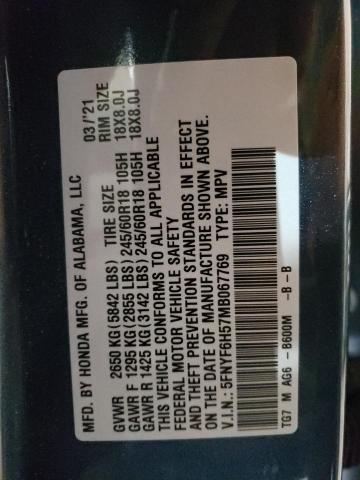 MFD. BY HONDA MFG. OF ALABAMA, LLC 03/'21
GVWR 2650 KG(5842 LBS) TIRE SIZE RIM SIZE
GAWR F 1295 KG(2855 LBS)245/60R18 105H 18X8.0J
GAWR R 1425 KG(3142 LBS)245/60R18 105H 18X8.0J
THIS VEHICLE CONFORMS TO ALL APPLICABLE
FEDERAL MOTOR VEHICLE SAFETY
AND THEFT PREVENTION STANDARDS IN EFFECT
ON THE DATE OF MANUFACTURE SHOWN ABOVE.
V.I.N.:5FNYF6H57MB067769 TYPE: MPV
TG7 M AG6 - B600M -B - B